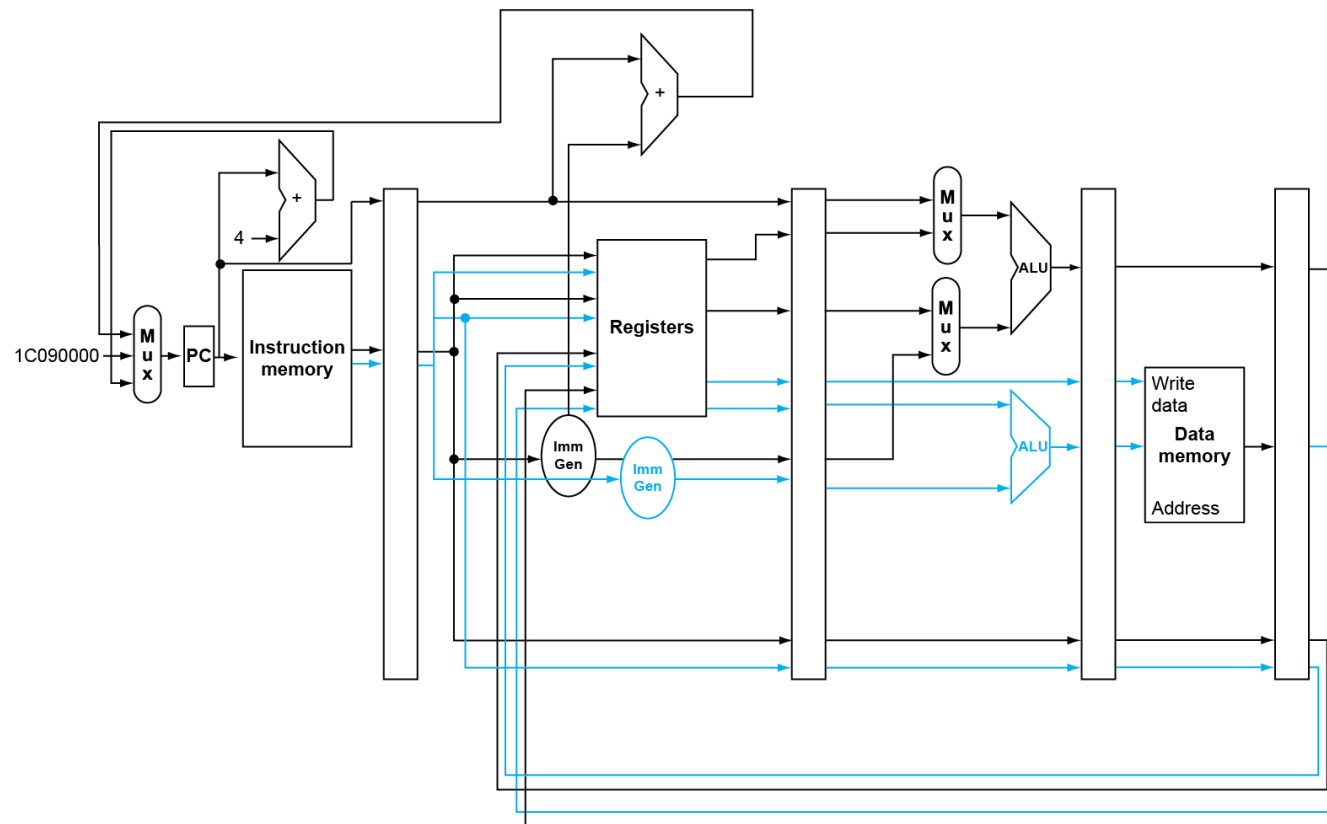 +
+
4
M
u
x
M
u
x
ALU
M
u
x
Registers
1C090000
M
u
x
PC
Instruction
memory
Write
data
Data
memory
Address
ALU
Imm
Gen
Imm
Gen